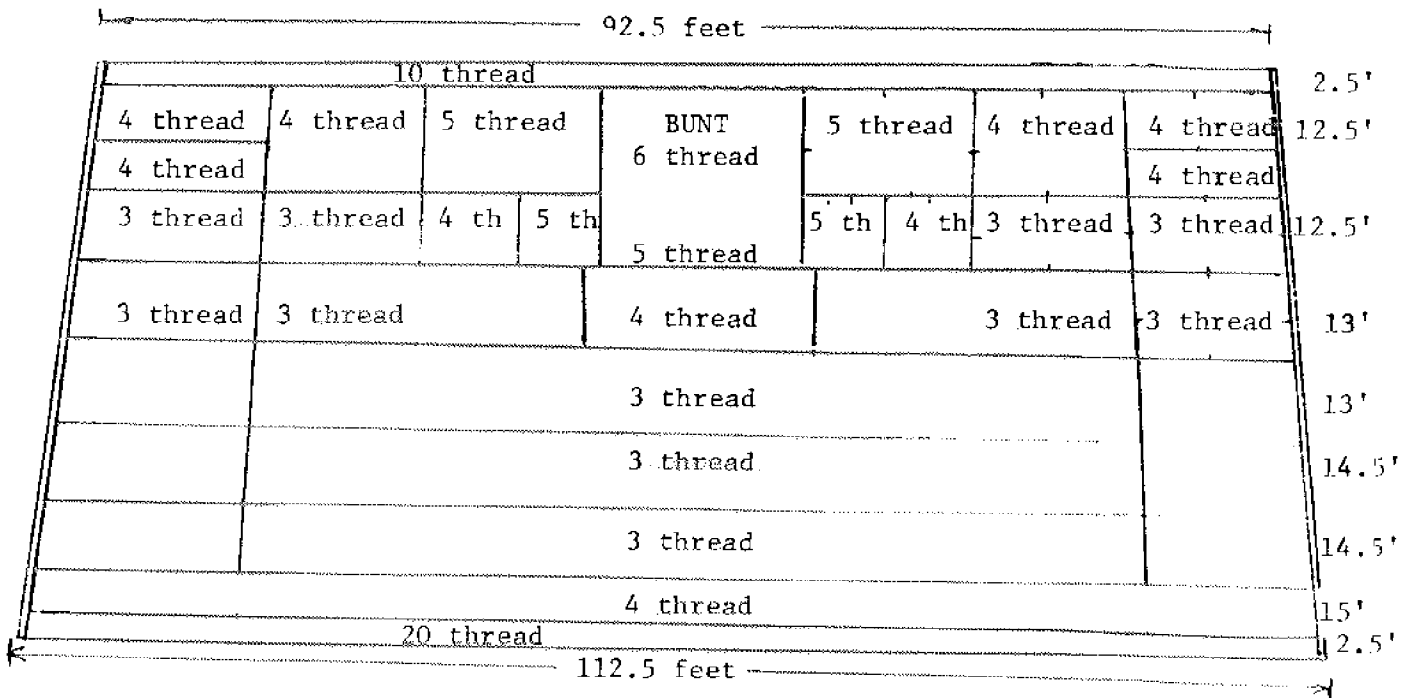 92.5 feet
10 thread 2.5'
4 thread 4 thread 5 thread BUNT 5 thread 4 thread 4 thread 12.5'
4 thread 6 thread 4 thread
3 thread 3 thread 4 th 5 th 5 th 4 th 3 thread 3 thread 12.5'
5 thread
3 thread 3 thread 4 thread 3 thread 3 thread 13'
3 thread 13'
3 thread 14.5'
3 thread 14.5'
4 thread 15'
20 thread 2.5'
112.5 feet